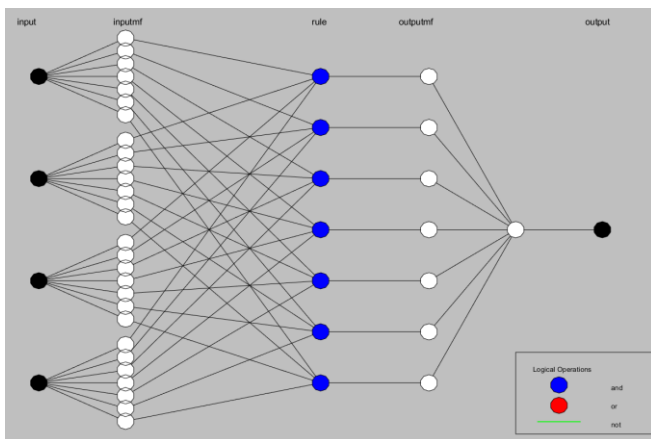 input inputmf rule outputmf output
Logical Operations
and
or
not